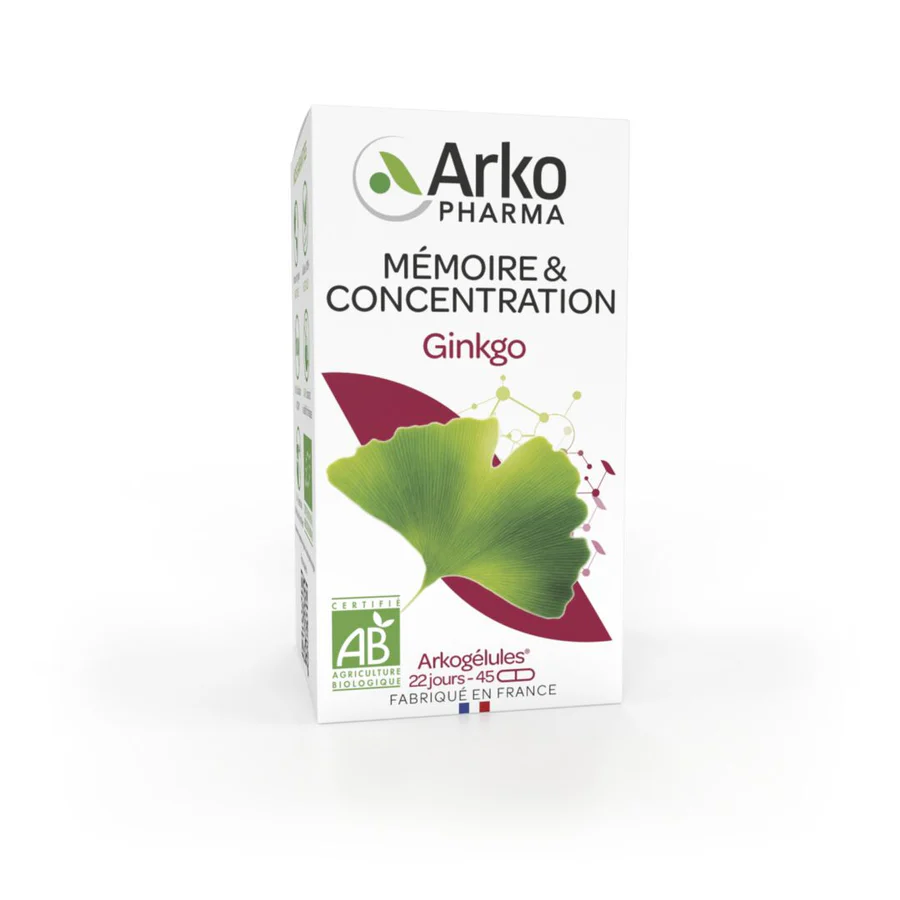 Arko
PHARMA
MÉMOIRE &
CONCENTRATION
Ginkgo
CERTIFIÉ
AB
AGRICULTURE
BIOLOGIQUE
Arkogélules®
22 jours - 45
FABRIQUÉ EN FRANCE